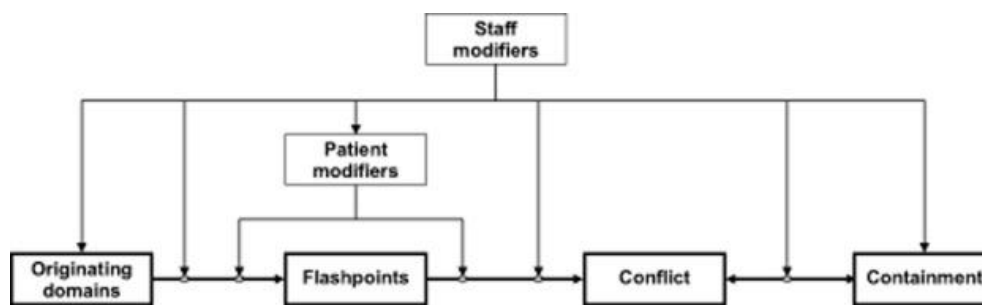 Staff
modifiers
Patient
modifiers
Originating
domains
Flashpoints
Conflict
Containment